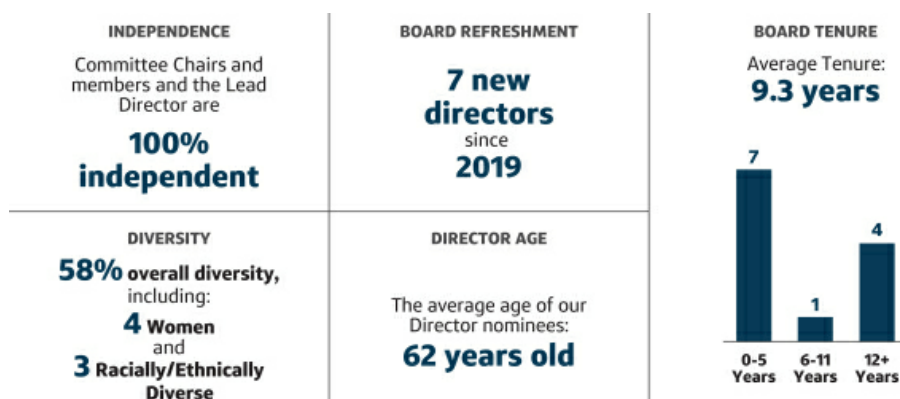 INDEPENDENCE
Committee Chairs and
members and the Lead
Director are
100%
independent
BOARD REFRESHMENT
7 new
directors
since
2019
DIVERSITY
58% overall diversity,
including:
4 Women
and
3 Racially/Ethnically
Diverse
DIRECTOR AGE
The average age of our
Director nominees:
62 years old
BOARD TENURE
Average Tenure:
9.3 years
7
1
4
0-5 6-11 12+
Years Years Years